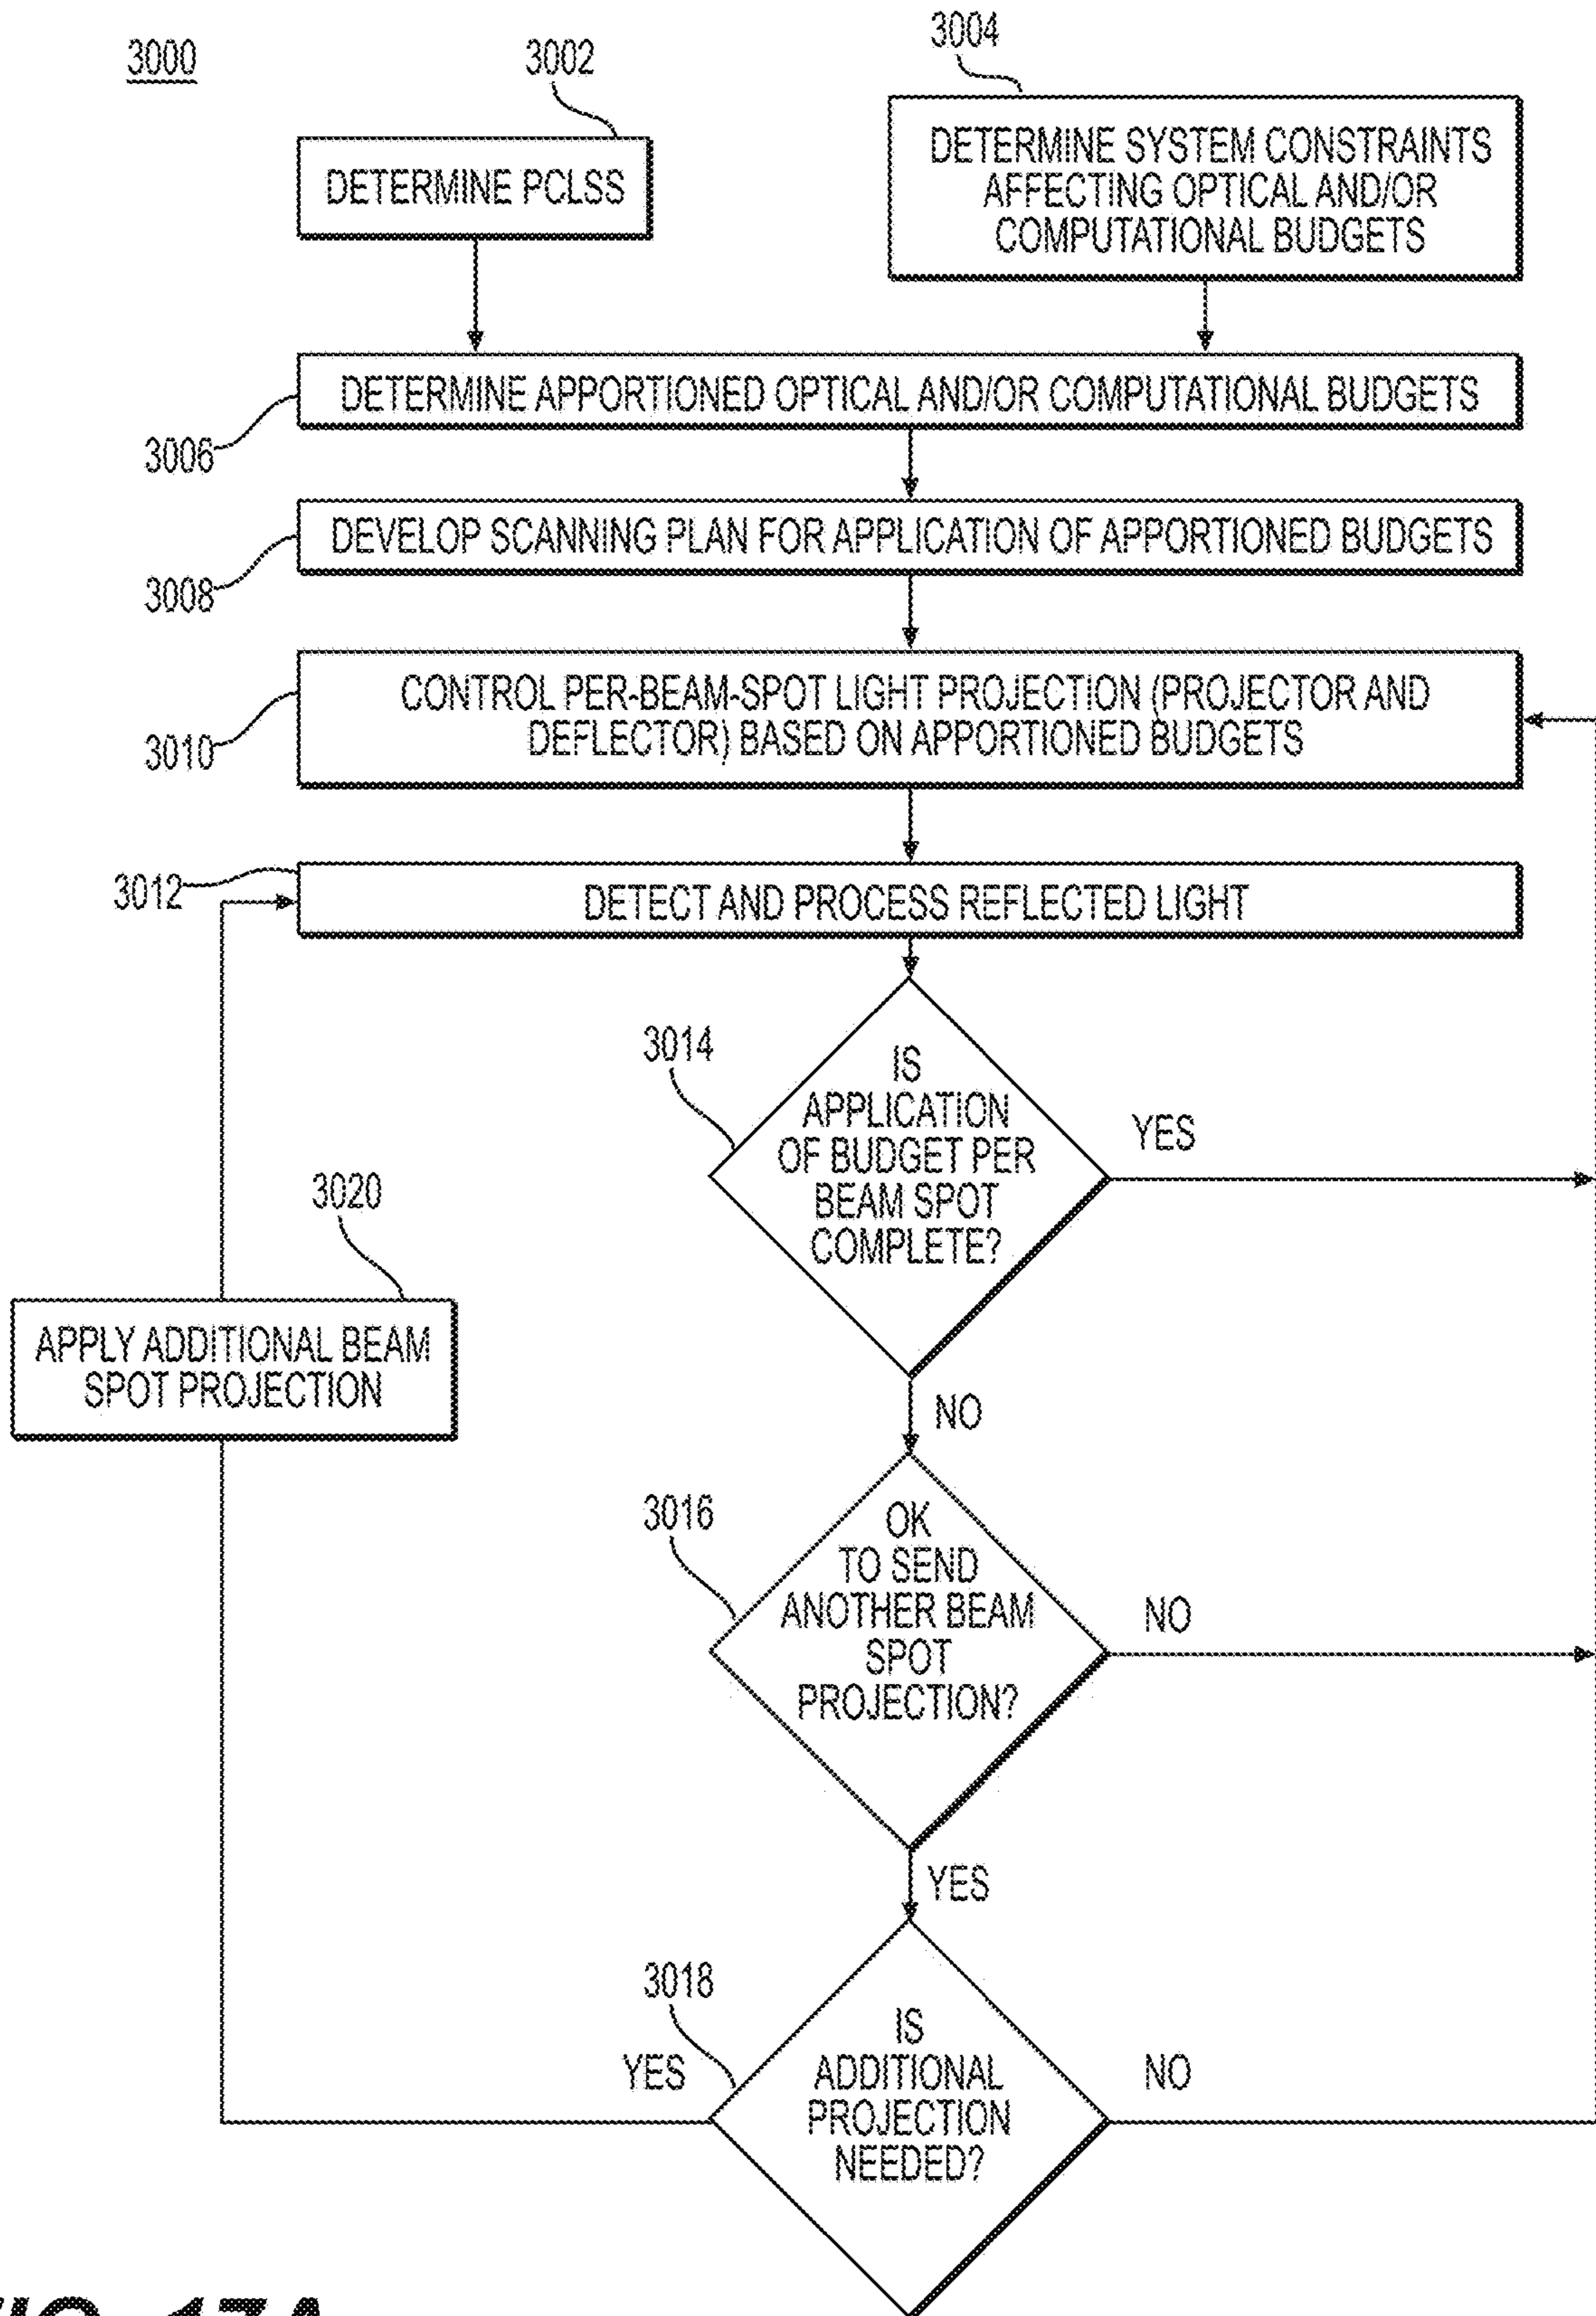 3000
3002
3004
DETERMINE PCLSS
DETERMINE SYSTEM CONSTRAINTS
AFFECTING OPTICAL AND/OR
COMPUTATIONAL BUDGETS
DETERMINE APPORTIONED OPTICAL AND/OR COMPUTATIONAL BUDGETS
3006
DEVELOP SCANNING PLAN FOR APPLICATION OF APPORTIONED BUDGETS
3008
CONTROL PER-BEAM-SPOT LIGHT PROJECTION (PROJECTOR AND
DEFLECTOR) BASED ON APPORTIONED BUDGETS
3010
3012
DETECT AND PROCESS REFLECTED LIGHT
3014
IS
APPLICATION
OF BUDGET PER
BEAM SPOT
COMPLETE?
YES
3020
APPLY ADDITIONAL BEAM
SPOT PROJECTION
NO
3016
OK
TO SEND
ANOTHER BEAM
SPOT
PROJECTION?
NO
YES
3018
IS
ADDITIONAL
PROJECTION
NEEDED?
YES
NO